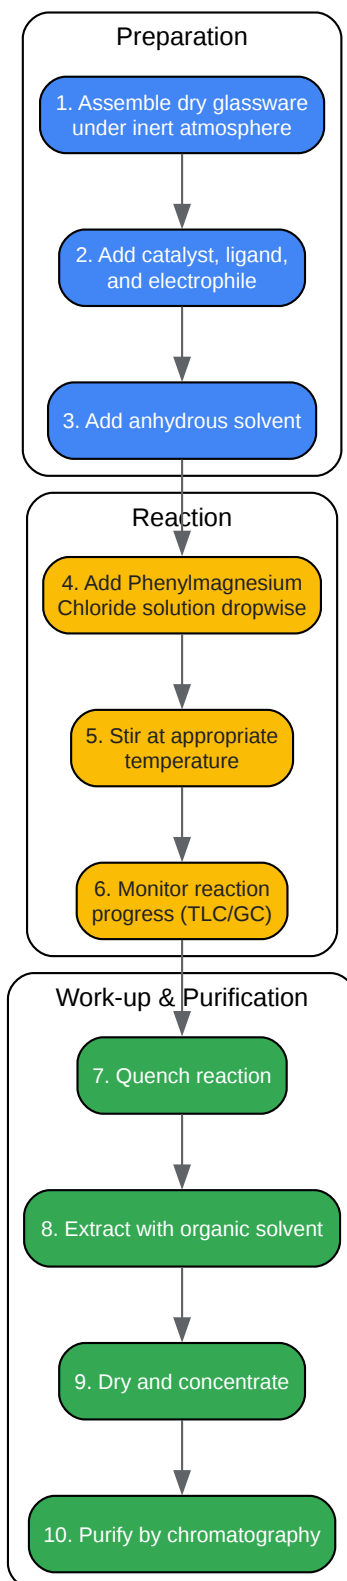 Preparation
1. Assemble dry glassware
under inert atmosphere
2. Add catalyst, ligand,
and electrophile
3. Add anhydrous solvent
Reaction
4. Add Phenylmagnesium
Chloride solution dropwise
5. Stir at appropriate
temperature
6. Monitor reaction
progress (TLC/GC)
Work-up & Purification
7. Quench reaction
8. Extract with organic solvent
9. Dry and concentrate
10. Purify by chromatography